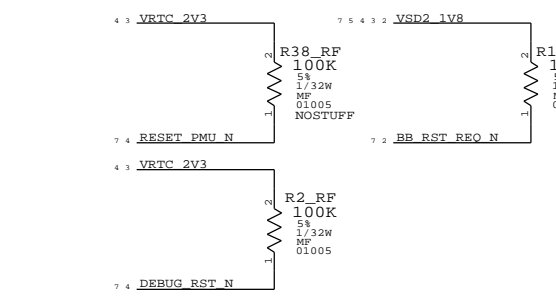 4 3 VRTC_2V3
2
R38_RF
100K
5%
1/32W
MF
01005
NOSTUFF
1
7 4 RESET_PMU_N
7 5 4 3 2 VSD2_1V8
2
1
7 2 BB_RST_REQ_N
4 3 VRTC_2V3
2
R2_RF
100K
5%
1/32W
MF
01005
1
7 4 DEBUG_RST_N